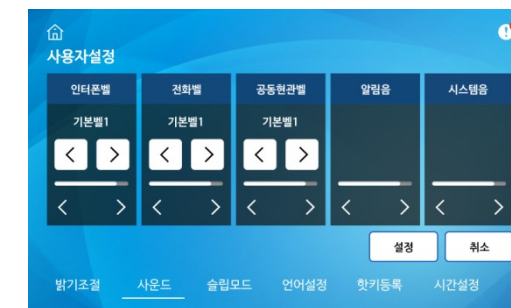 사용자설정
인터폰벨 전화벨 공동현관벨 알림음 시스템음
기본벨1 기본벨1 기본벨1
설정 취소
밝기조절 사운드 슬립모드 언어설정 핫키등록 시간설정